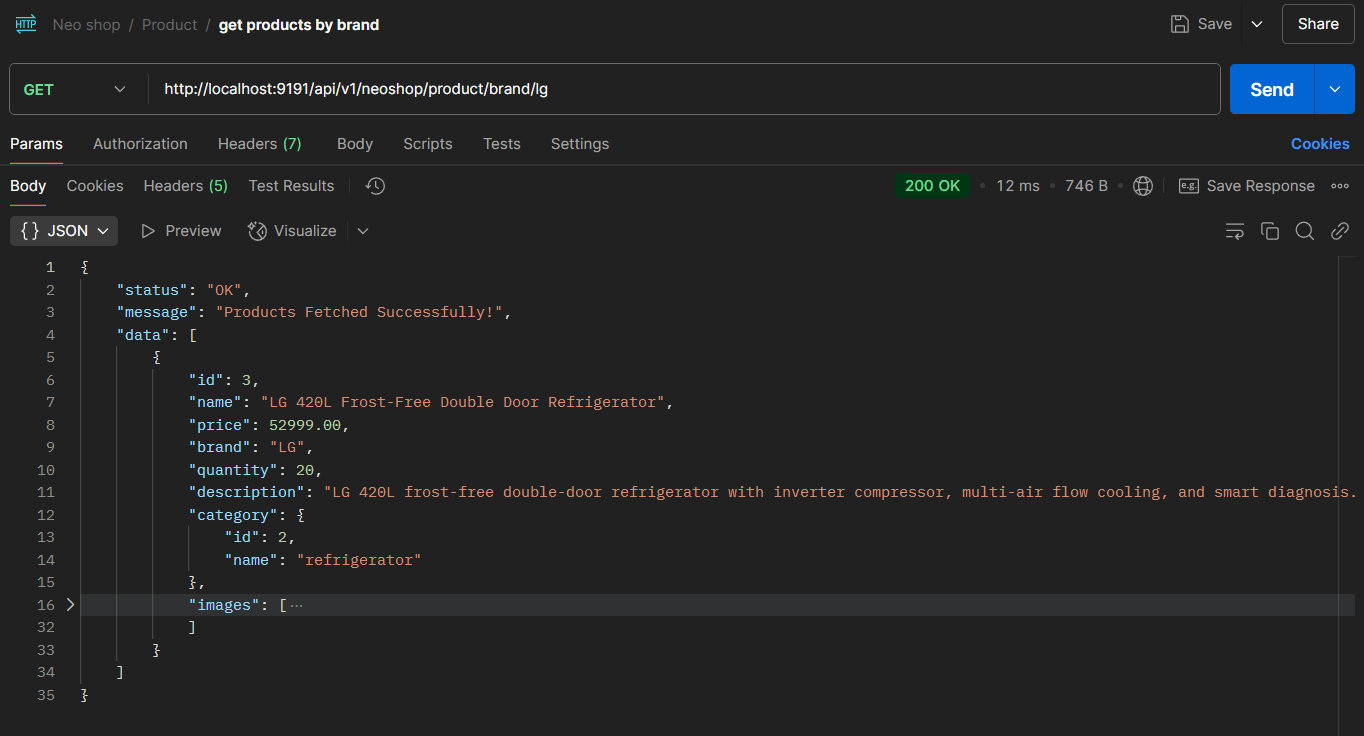 HTTP Neo shop / Product / get products by brand Save Share
GET http://localhost:9191/api/v1/neoshop/product/brand/lg Send
Params Authorization Headers (7) Body Scripts Tests Settings Cookies
Body Cookies Headers (5) Test Results 200 OK • 12 ms • 746 B • e.g. Save Response
{} JSON Preview Visualize
1 {
2 "status": "OK",
3 "message": "Products Fetched Successfully!",
4 "data": [
5 {
6 "id": 3,
7 "name": "LG 420L Frost-Free Double Door Refrigerator",
8 "price": 52999.00,
9 "brand": "LG",
10 "quantity": 20,
11 "description": "LG 420L frost-free double-door refrigerator with inverter compressor, multi-air flow cooling, and smart diagnosis.
12 "category": {
13 "id": 2,
14 "name": "refrigerator"
15 },
16 "images": [ ···
32 ]
33 }
34 ]
35 }